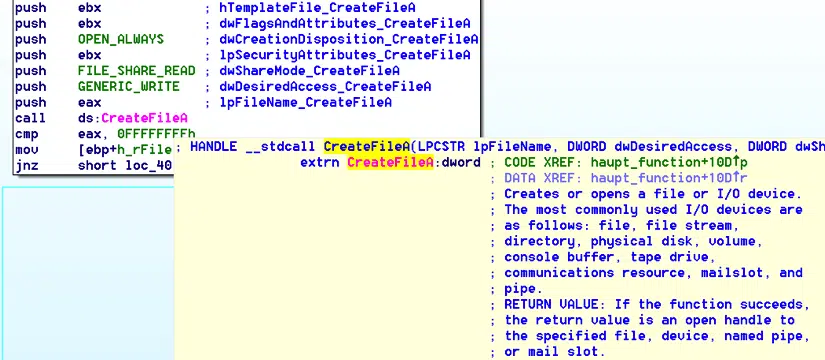 push ebx ; hTemplateFile_CreateFileA
push ebx ; dwFlagsAndAttributes_CreateFileA
push OPEN_ALWAYS ; dwCreationDisposition_CreateFileA
push ebx ; lpSecurityAttributes_CreateFileA
push FILE_SHARE_READ ; dwShareMode_CreateFileA
push GENERIC_WRITE ; dwDesiredAccess_CreateFileA
push eax ; lpFileName_CreateFileA
call ds:CreateFileA
cmp eax, 0FFFFFFFFh
mov [ebp+h_rFile
jnz short loc_40
; HANDLE __stdcall CreateFileA(LPCSTR lpFileName, DWORD dwDesiredAccess, DWORD dwSh
extrn CreateFileA:dword ; CODE XREF: haupt_function+10D↑p
; DATA XREF: haupt_function+10D↑r
; Creates or opens a file or I/O device.
; The most commonly used I/O devices are
; as follows: file, file stream,
; directory, physical disk, volume,
; console buffer, tape drive,
; communications resource, mailslot, and
; pipe.
; RETURN VALUE: If the function succeeds,
; the return value is an open handle to
; the specified file, device, named pipe,
; or mail slot.